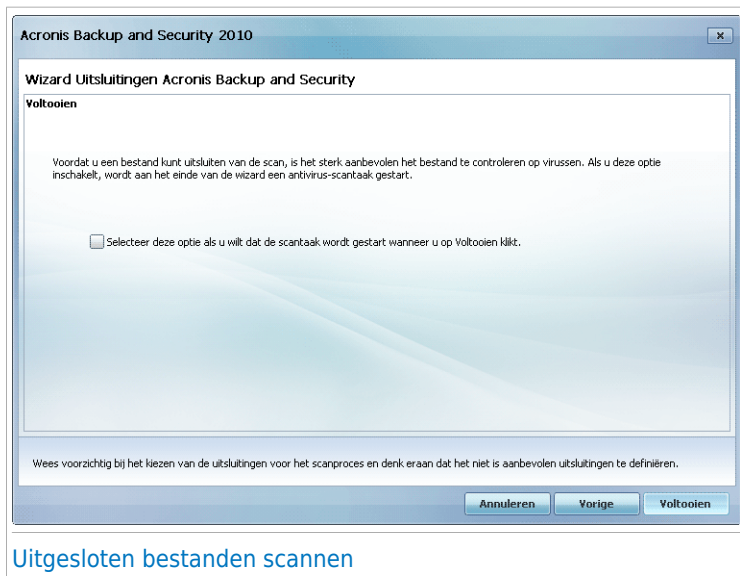 Acronis Backup and Security 2010
Wizard Uitsluitingen Acronis Backup and Security
Voltooien
Voordat u een bestand kunt uitsluiten van de scan, is het sterk aanbevolen het bestand te controleren op virussen. Als u deze optie
inschakelt, wordt aan het einde van de wizard een antivirus-scantaak gestart.
Selecteer deze optie als u wilt dat de scantaak wordt gestart wanneer u op Voltooien klikt.
Wees voorzichtig bij het kiezen van de uitsluitingen voor het scanproces en denk eraan dat het niet is aanbevolen uitsluitingen te definiëren.
Annuleren Vorige Voltooien
Uitgesloten bestanden scannen